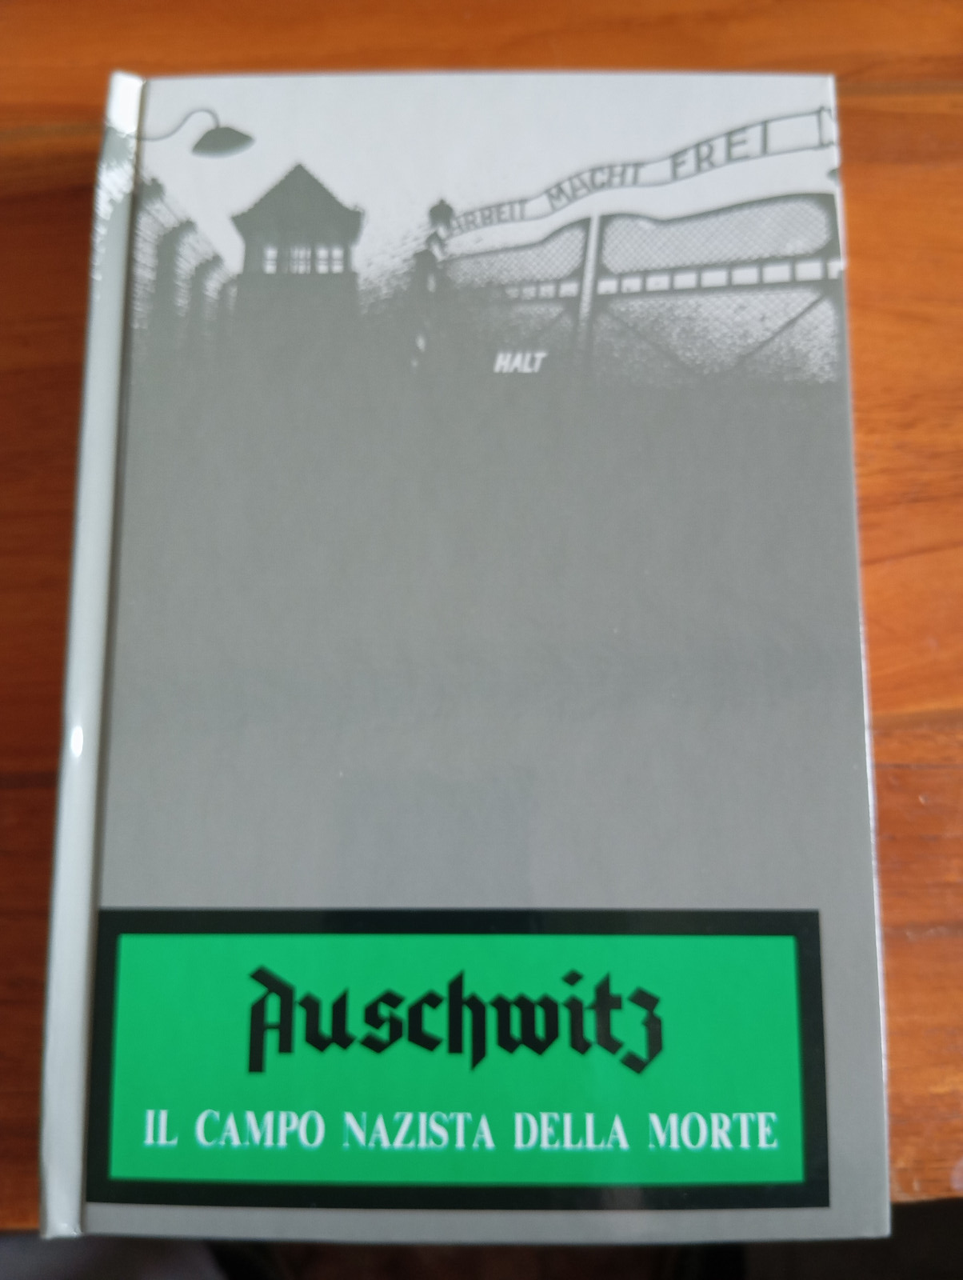 ARBEIT MACHT FREI
HALT
Auschwitz
IL CAMPO NAZISTA DELLA MORTE